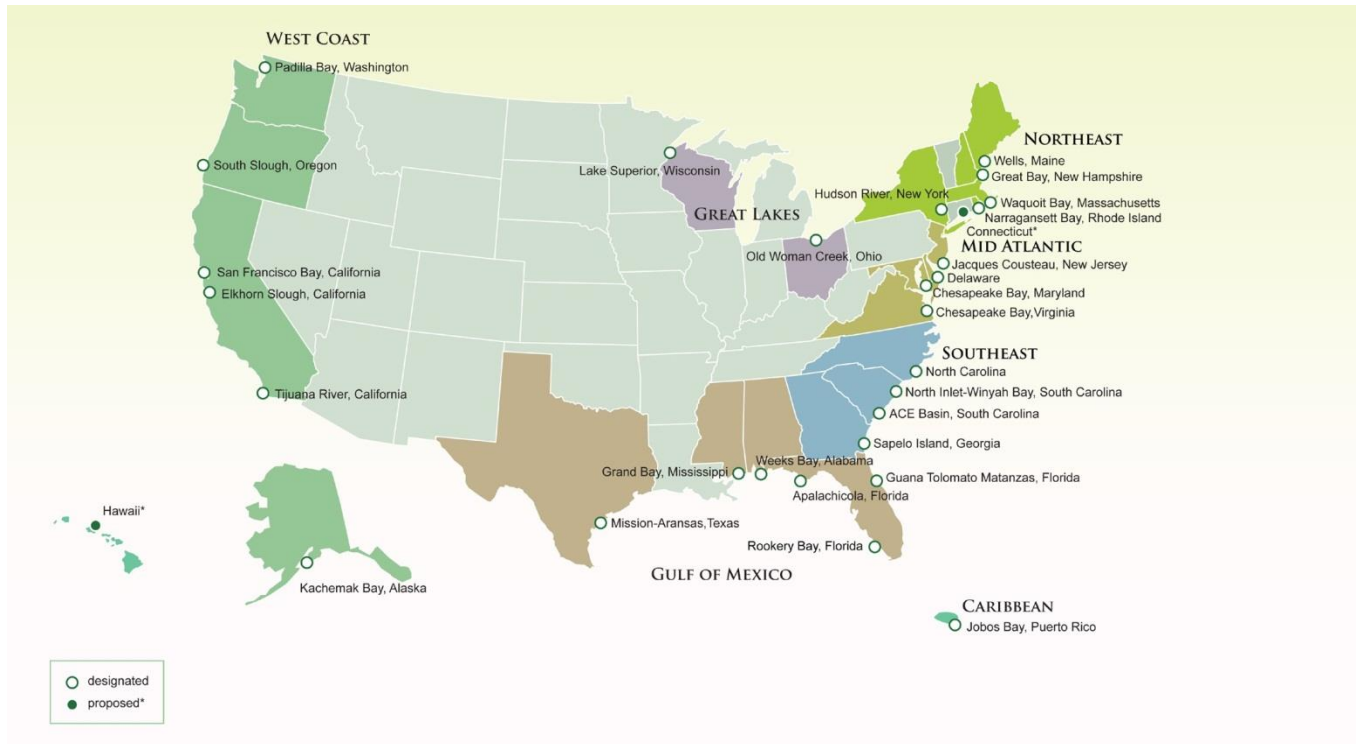 WEST COAST
Padilla Bay, Washington
South Slough, Oregon
San Francisco Bay, California
Elkhorn Slough, California
Tijuana River, California
Lake Superior, Wisconsin
GREAT LAKES
Old Woman Creek, Ohio
NORTHEAST
Wells, Maine
Great Bay, New Hampshire
Hudson River, New York
Waquoit Bay, Massachusetts
Narragansett Bay, Rhode Island
Connecticut*
MID ATLANTIC
Jacques Cousteau, New Jersey
Delaware
Chesapeake Bay, Maryland
Chesapeake Bay,Virginia
SOUTHEAST
North Carolina
North Inlet-Winyah Bay, South Carolina
ACE Basin, South Carolina
Sapelo Island, Georgia
Weeks Bay, Alabama
Grand Bay, Mississippi
Guana Tolomato Matanzas, Florida
Apalachicola, Florida
Mission-Aransas,Texas
Rookery Bay, Florida
GULF OF MEXICO
Hawaii*
Kachemak Bay, Alaska
CARIBBEAN
Jobos Bay, Puerto Rico
designated
proposed*